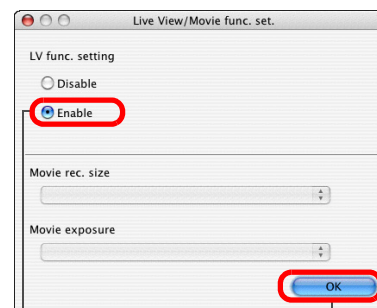 Live View/Movie func. set.
LV func. setting
Disable
Enable
Movie rec. size
Movie exposure
OK